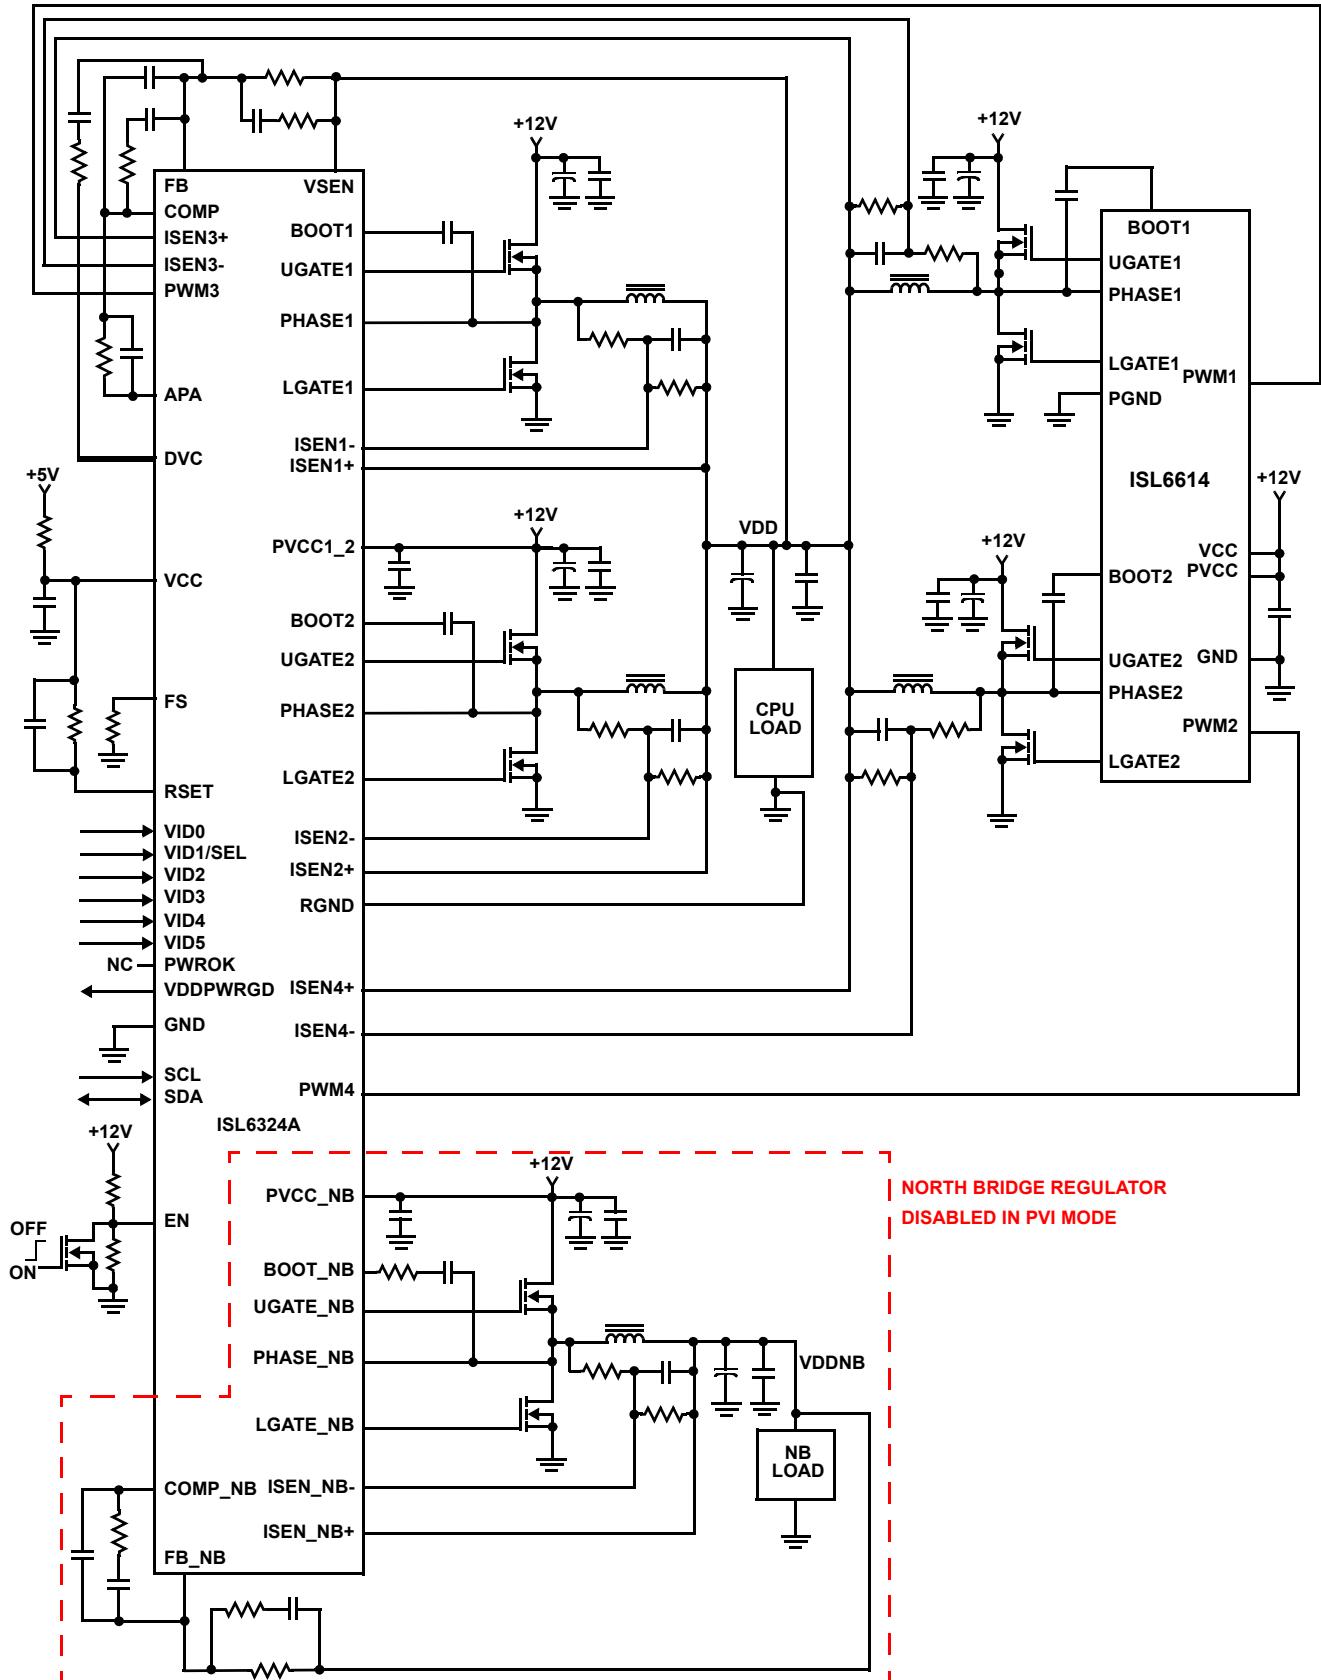 +12V
+12V
FB
VSEN
COMP
ISEN3+
ISEN3-
PWM3
APA
DVC
BOOT1
UGATE1
PHASE1
LGATE1
ISEN1-
ISEN1+
BOOT1
UGATE1
PHASE1
LGATE1
PWM1
PGND
ISL6614
+12V
+5V
+12V
VDD
+12V
PVCC1_2
VCC
VCC
PVCC
BOOT2
BOOT2
UGATE2
UGATE2
GND
FS
PHASE2
PHASE2
CPU
LOAD
PWM2
LGATE2
LGATE2
RSET
VID0
VID1/SEL
VID2
VID3
VID4
VID5
NC
PWROK
VDDPWRGD
GND
SCL
SDA
ISEN2-
ISEN2+
RGND
ISEN4+
ISEN4-
PWM4
ISL6324A
+12V
+12V
NORTH BRIDGE REGULATOR
DISABLED IN PVI MODE
PVCC_NB
EN
OFF
ON
BOOT_NB
UGATE_NB
PHASE_NB
VDDNB
LGATE_NB
NB
LOAD
COMP_NB
ISEN_NB-
ISEN_NB+
FB_NB